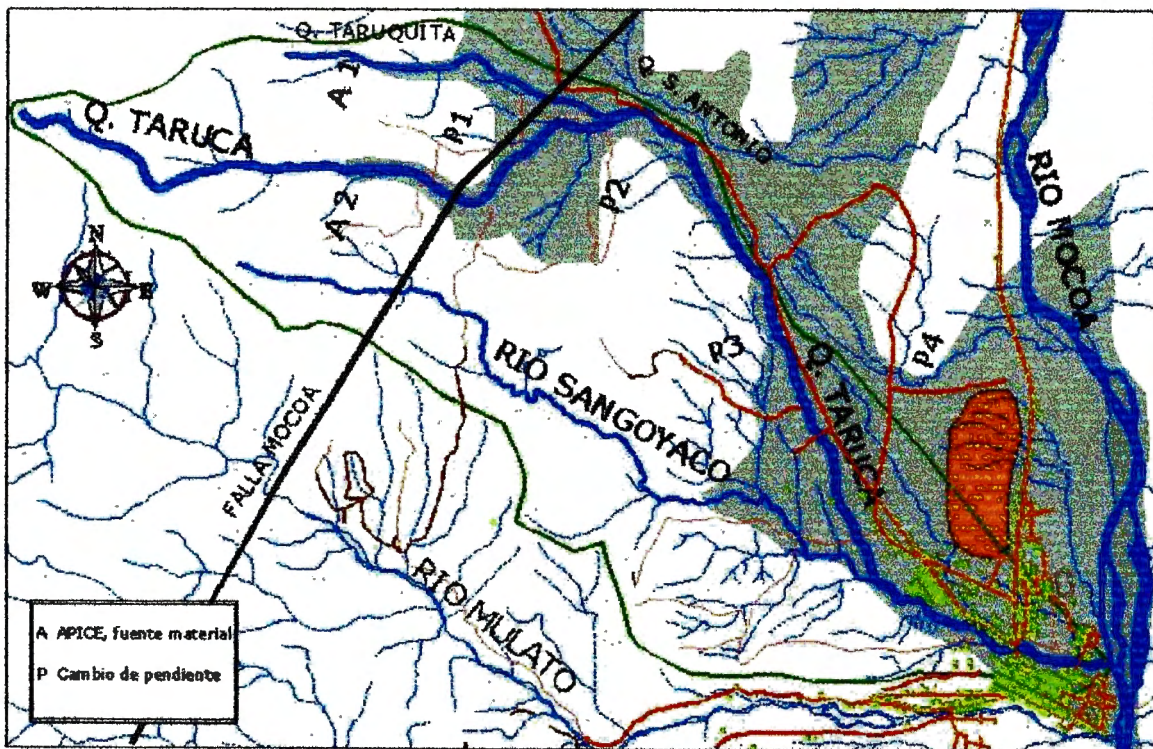 Q. TARUQUITA
A 1
Q. TARUCA
P1
Q S. ANTONIO
A 2
P2
RIO MOCOA
N
W E
S
P3
P4
RIO SANGOYACO
Q. TARUCA
FALLA MOCOA
RIO MULATO
A APICE, fuente material
P Cambio de pendiente